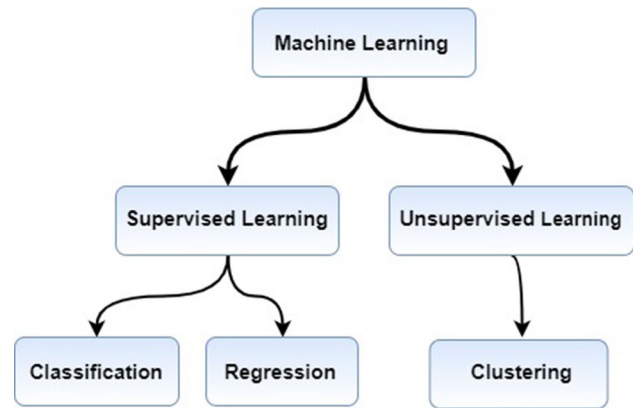 Machine Learning
Supervised Learning
Unsupervised Learning
Classification
Regression
Clustering